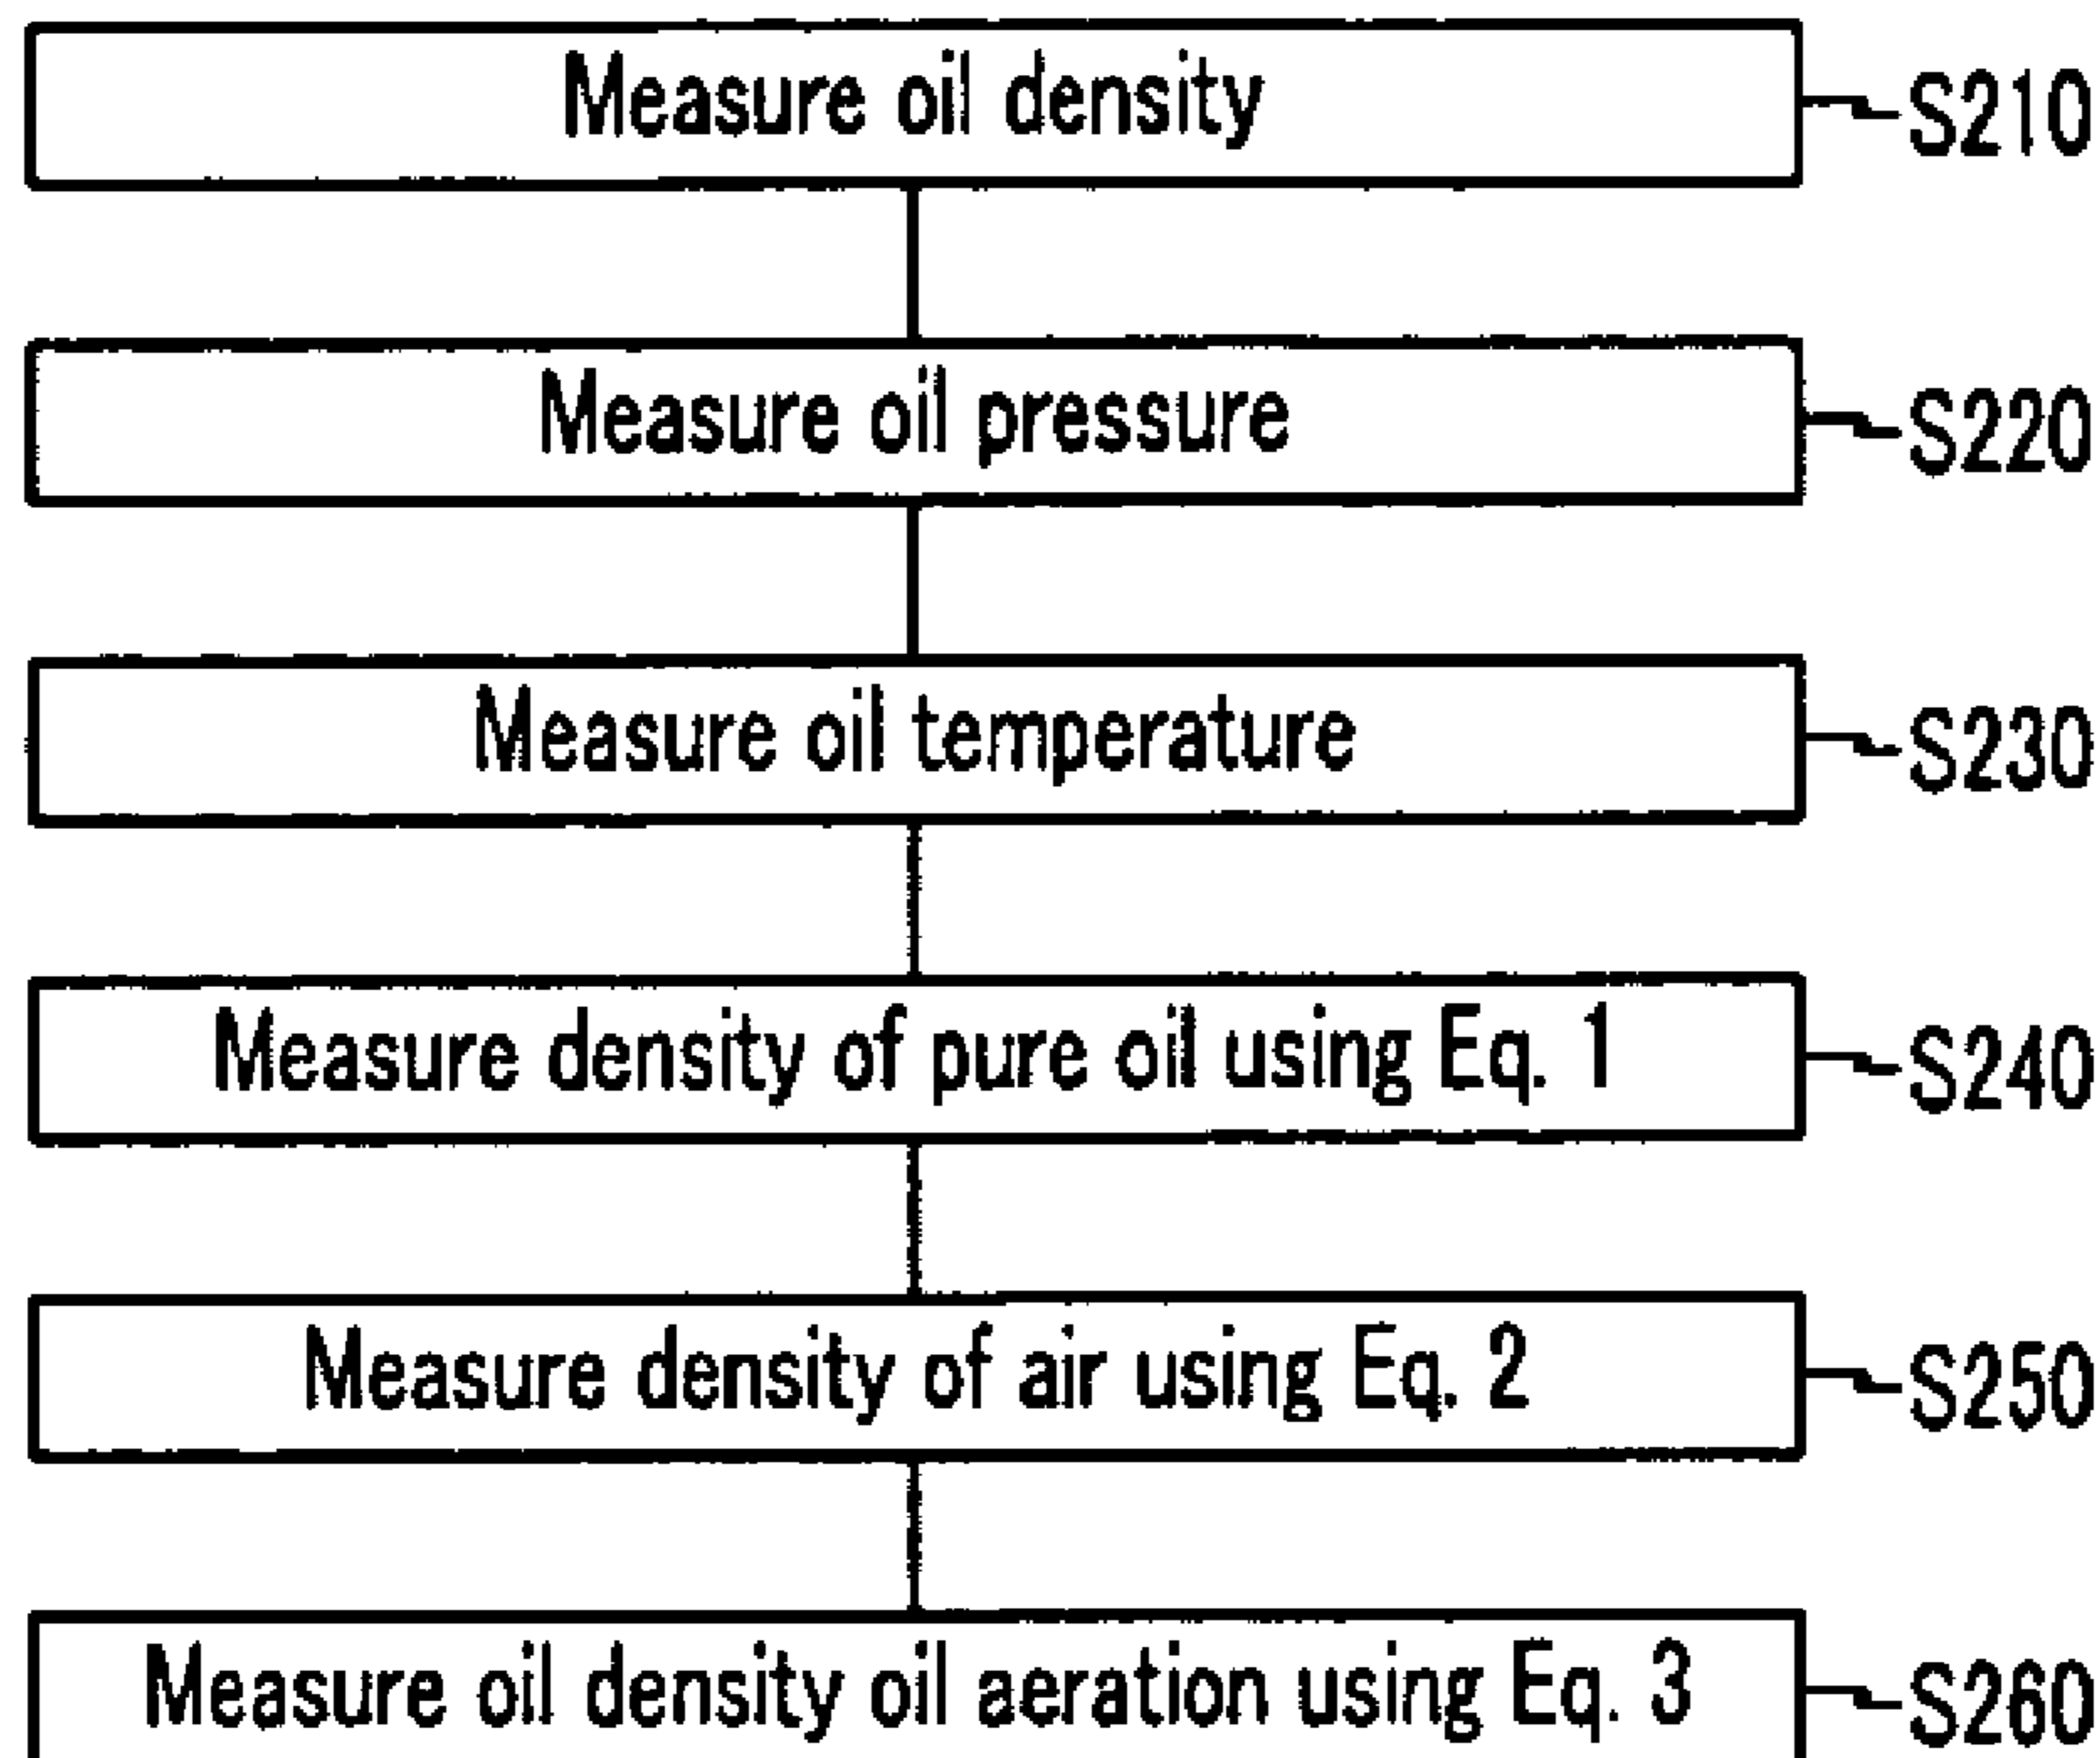 Measure oil density S210
Measure oil pressure S220
Measure oil temperature S230
Measure density of pure oil using Eq. 1 S240
Measure density of air using Eq. 2 S250
Measure oil density oil aeration using Eq. 3 S260